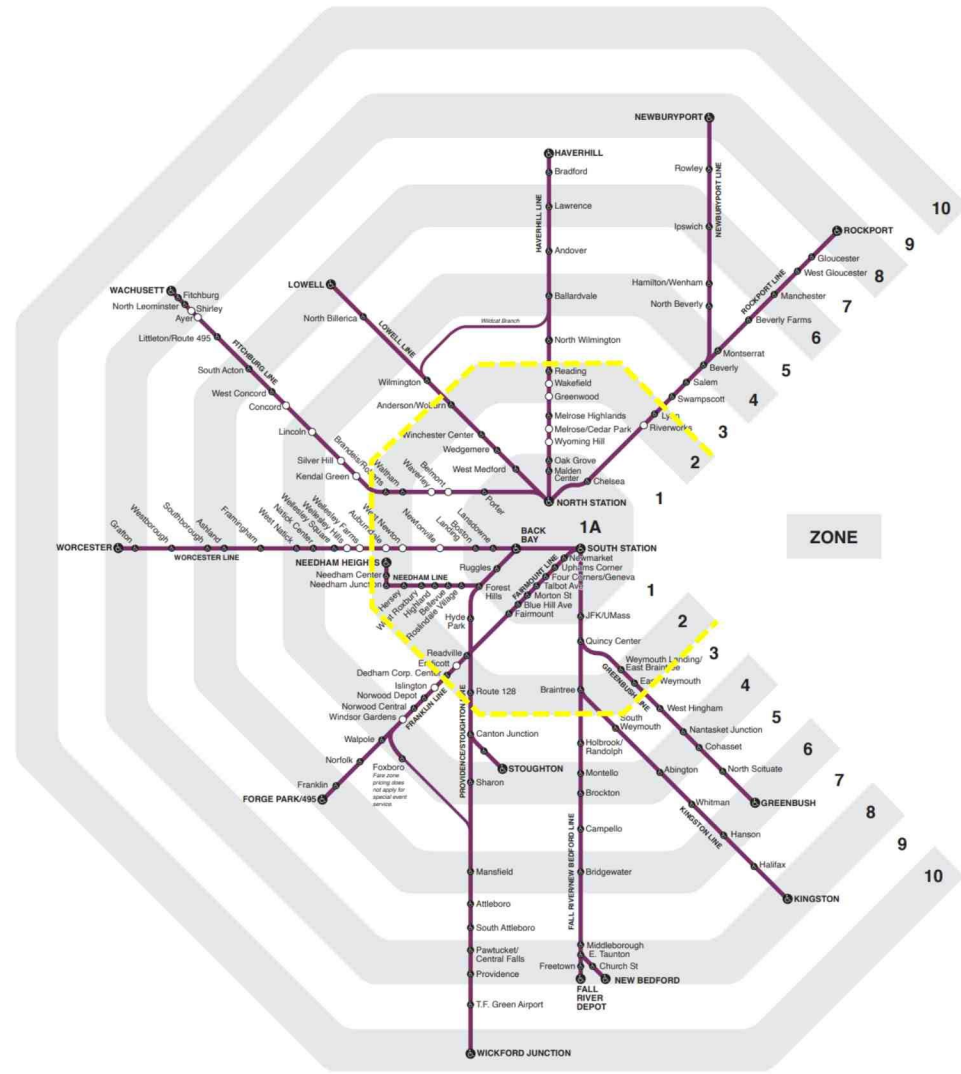 NEWBURYPORT
HAVERHILL
Bradford
Rowley
NEWBURYPORT LINE
HAVERHILL LINE
Lawrence
10
Ipswich
ROCKPORT
9
Andover
Gloucester
West Gloucester
8
WACHUSETT
Fitchburg
North Leominster
Shirley
Ayer
LOWELL
Hamilton/Wenham
North Beverly
ROCKPORT LINE
Manchester
7
Ballardvale
Beverly Farms
6
North Billerica
LOWELL LINE
Wildcat Branch
Littleton/Route 495
FITCHBURG LINE
North Wilmington
Montserrat
5
South Acton
Reading
Beverly
Wilmington
Wakefield
Salem
4
West Concord
Greenwood
Swampscott
Concord
Anderson/Woburn
Melrose Highlands
Lynn
3
Lincoln
Winchester Center
Melrose/Cedar Park
Riverworks
Wyoming Hill
Wedgemere
2
Silver Hill
Oak Grove
Kendal Green
Brandeis/Roberts
Waltham
Waverley
Belmont
West Medford
Malden
Center
Chelsea
Porter
NORTH STATION
1
1A
ZONE
WORCESTER
Grafton
Westborough
Southborough
Ashland
Framingham
West Natick
Natick Center
Wellesley Square
Wellesley Hills
Wellesley Farms
Auburndale
West Newton
Newtonville
Boston
Landing
Lansdowne
BACK
BAY
SOUTH STATION
WORCESTER LINE
NEEDHAM HEIGHTS
Needham Center
Needham Junction
NEEDHAM LINE
Hersey
West Roxbury
Highland
Bellevue
Roslindale Village
Ruggles
Forest
Hills
FAIRMOUNT LINE
Newmarket
Uphams Corner
Four Corners/Geneva
Talbot Ave
Morton St
Blue Hill Ave
Fairmount
1
Hyde
Park
JFK/UMass
2
Quincy Center
Readville
Endicott
Dedham Corp. Center
Weymouth Landing/
East Braintree
3
East Weymouth
GREENBUSH LINE
Islington
Norwood Depot
Norwood Central
Windsor Gardens
FRANKLIN LINE
Route 128
Braintree
4
West Hingham
South
Weymouth
5
Nantasket Junction
Walpole
PROVIDENCE/STOUGHTON LINE
Canton Junction
Holbrook/
Randolph
Cohasset
6
Norfolk
Foxboro
Fare zone
pricing does
not apply for
special event
service
STOUGHTON
Montello
Abington
North Scituate
7
Franklin
Sharon
FORGE PARK/495
Brockton
Whitman
GREENBUSH
8
KINGSTON LINE
Campello
Hanson
9
FALL RIVER/NEW BEDFORD LINE
Mansfield
Bridgewater
Halifax
10
KINGSTON
Attleboro
South Attleboro
Pawtucket/
Central Falls
Middleborough
E. Taunton
Providence
Freetown
Church St
NEW BEDFORD
FALL
RIVER
DEPOT
T.F. Green Airport
WICKFORD JUNCTION